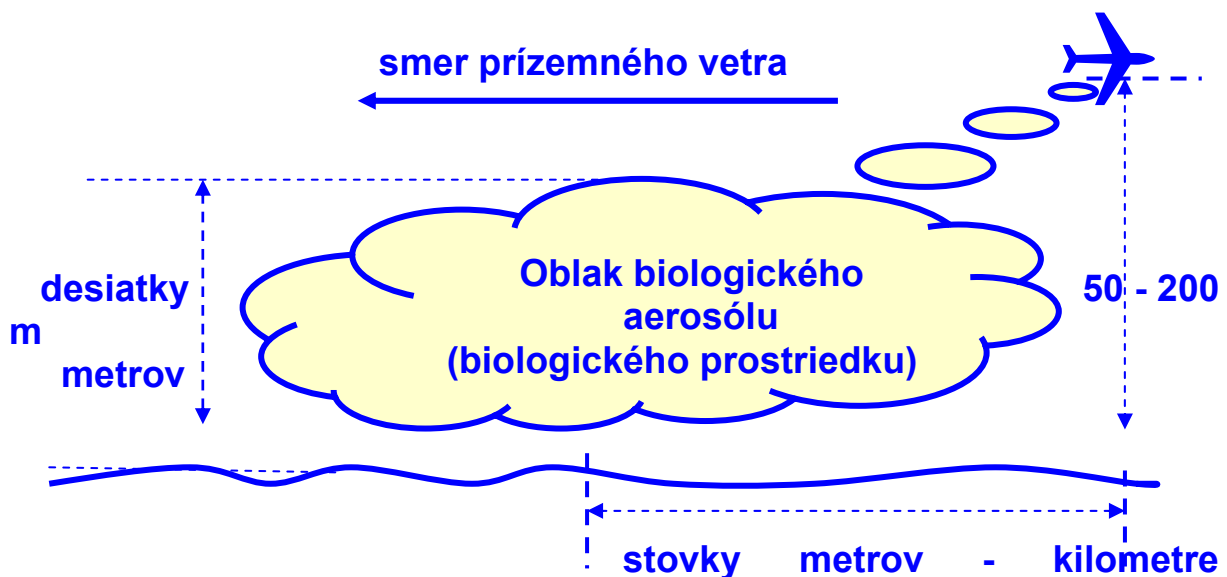 smer prízemného vetra
Oblak biologického
aerosólu
(biologického prostriedku)
desiatky
m
metrov
50 - 200
stovky metrov - kilometre